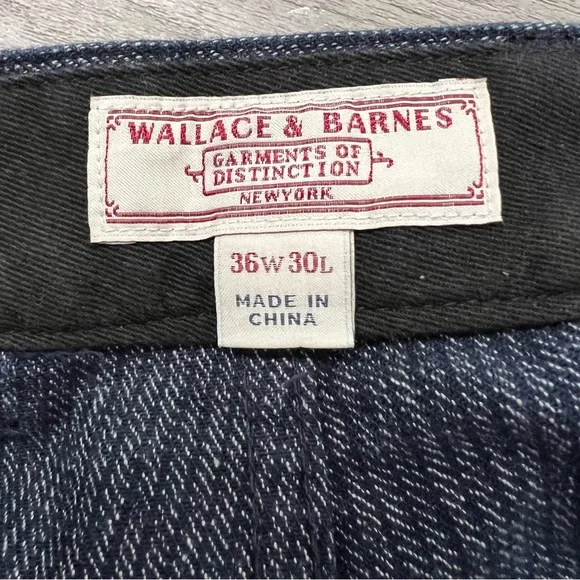 WALLACE & BARNES
GARMENTS OF
DISTINCTION
NEWYORK
36W 30L
MADE IN
CHINA